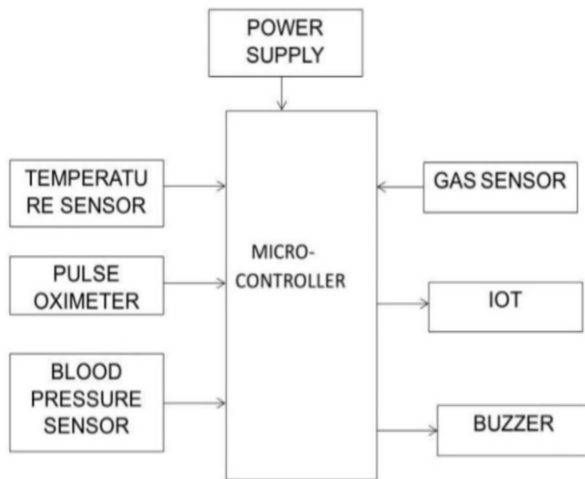 POWER
SUPPLY
TEMPERATU
RE SENSOR
GAS SENSOR
MICRO-
CONTROLLER
PULSE
OXIMETER
IOT
BLOOD
PRESSURE
SENSOR
BUZZER